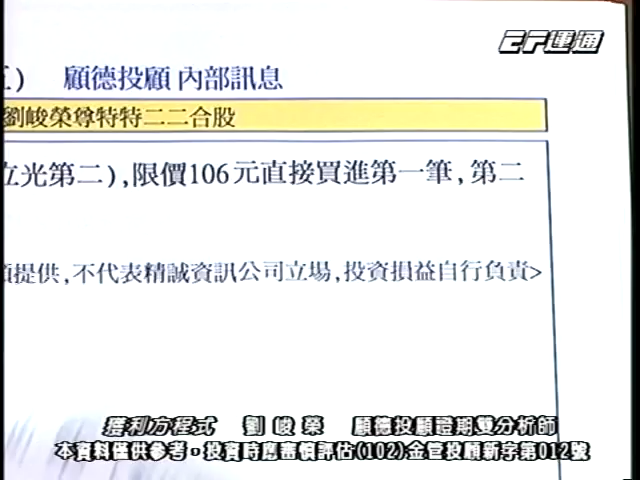 EF運通
顧德投顧 內部訊息
劉峻榮尊特特二二合股
立光第二),限價106元直接買進第一筆,第二
提供,不代表精誠資訊公司立場,投資損益自行負責>
獲利方程式 劉峻榮 顧德投顧證期雙分析師
本資料僅供參考,投資時應審慎評估(102)金管投顧新字第012號